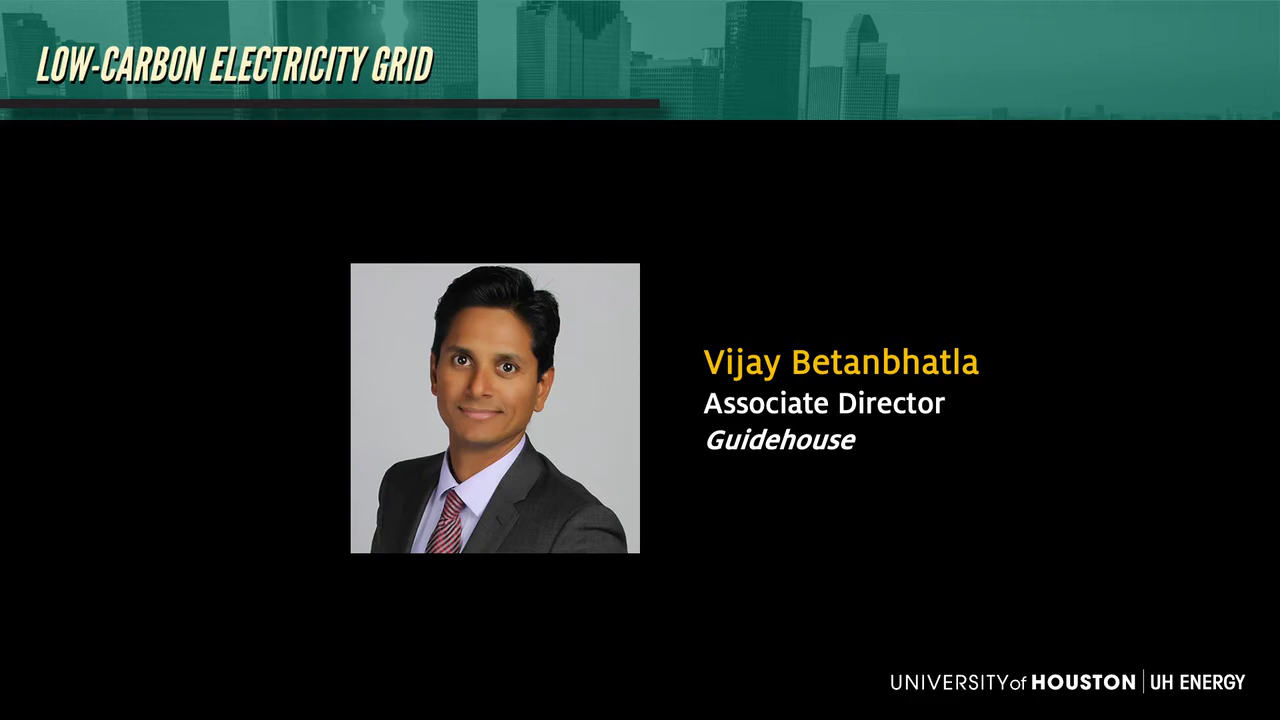 LOW-CARBON ELECTRICITY GRID
Vijay Betanbhatla
Associate Director
Guidehouse
UNIVERSITY of HOUSTON | UH ENERGY